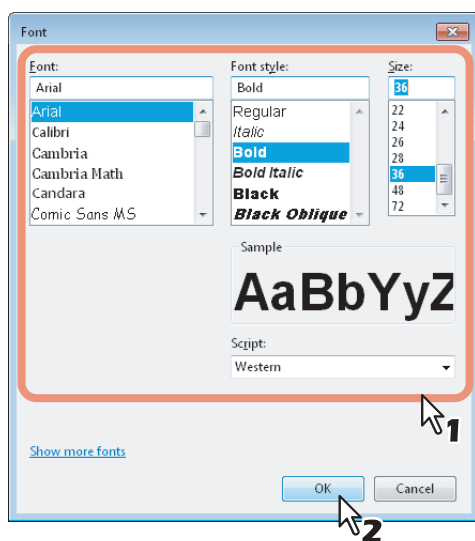 Font
Font: Font style: Size:
Arial Bold 36
Arial Regular 22
Calibri Italic 24
Cambria Bold 26
Cambria Math Bold Italic 28
Candara Black 36
Comic Sans MS Black Oblique 48
72
Sample
AaBbYyZ
Script:
Western
1
Show more fonts
OK Cancel
2